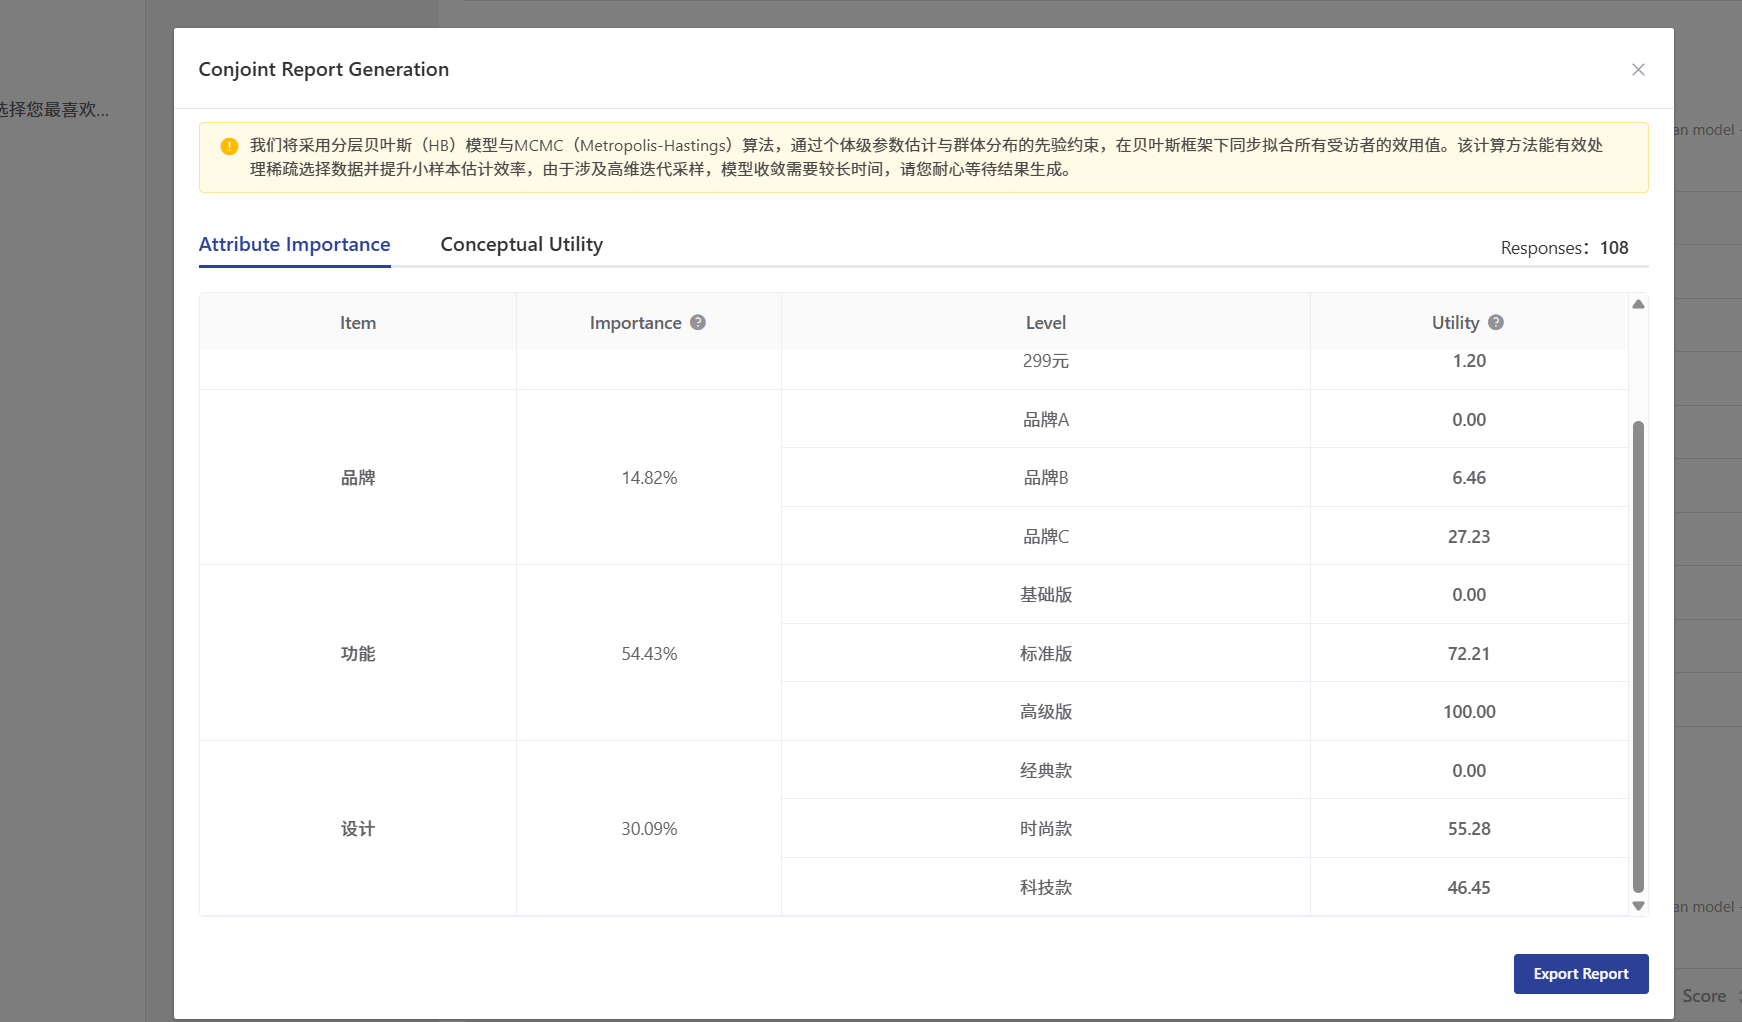 Conjoint Report Generation
选择您最喜欢...
an model
我们将采用分层贝叶斯（HB）模型与MCMC（Metropolis-Hastings）算法，通过个体级参数估计与群体分布的先验约束，在贝叶斯框架下同步拟合所有受访者的效用值。该计算方法能有效处
理稀疏选择数据并提升小样本估计效率，由于涉及高维迭代采样，模型收敛需要较长时间，请您耐心等待结果生成。
Attribute Importance Conceptual Utility Responses：108
Item Importance Level Utility
299元 1.20
品牌A 0.00
品牌 14.82% 品牌B 6.46
品牌C 27.23
基础版 0.00
功能 54.43% 标准版 72.21
高级版 100.00
经典款 0.00
设计 30.09% 时尚款 55.28
科技款 46.45
an model
Export Report
Score